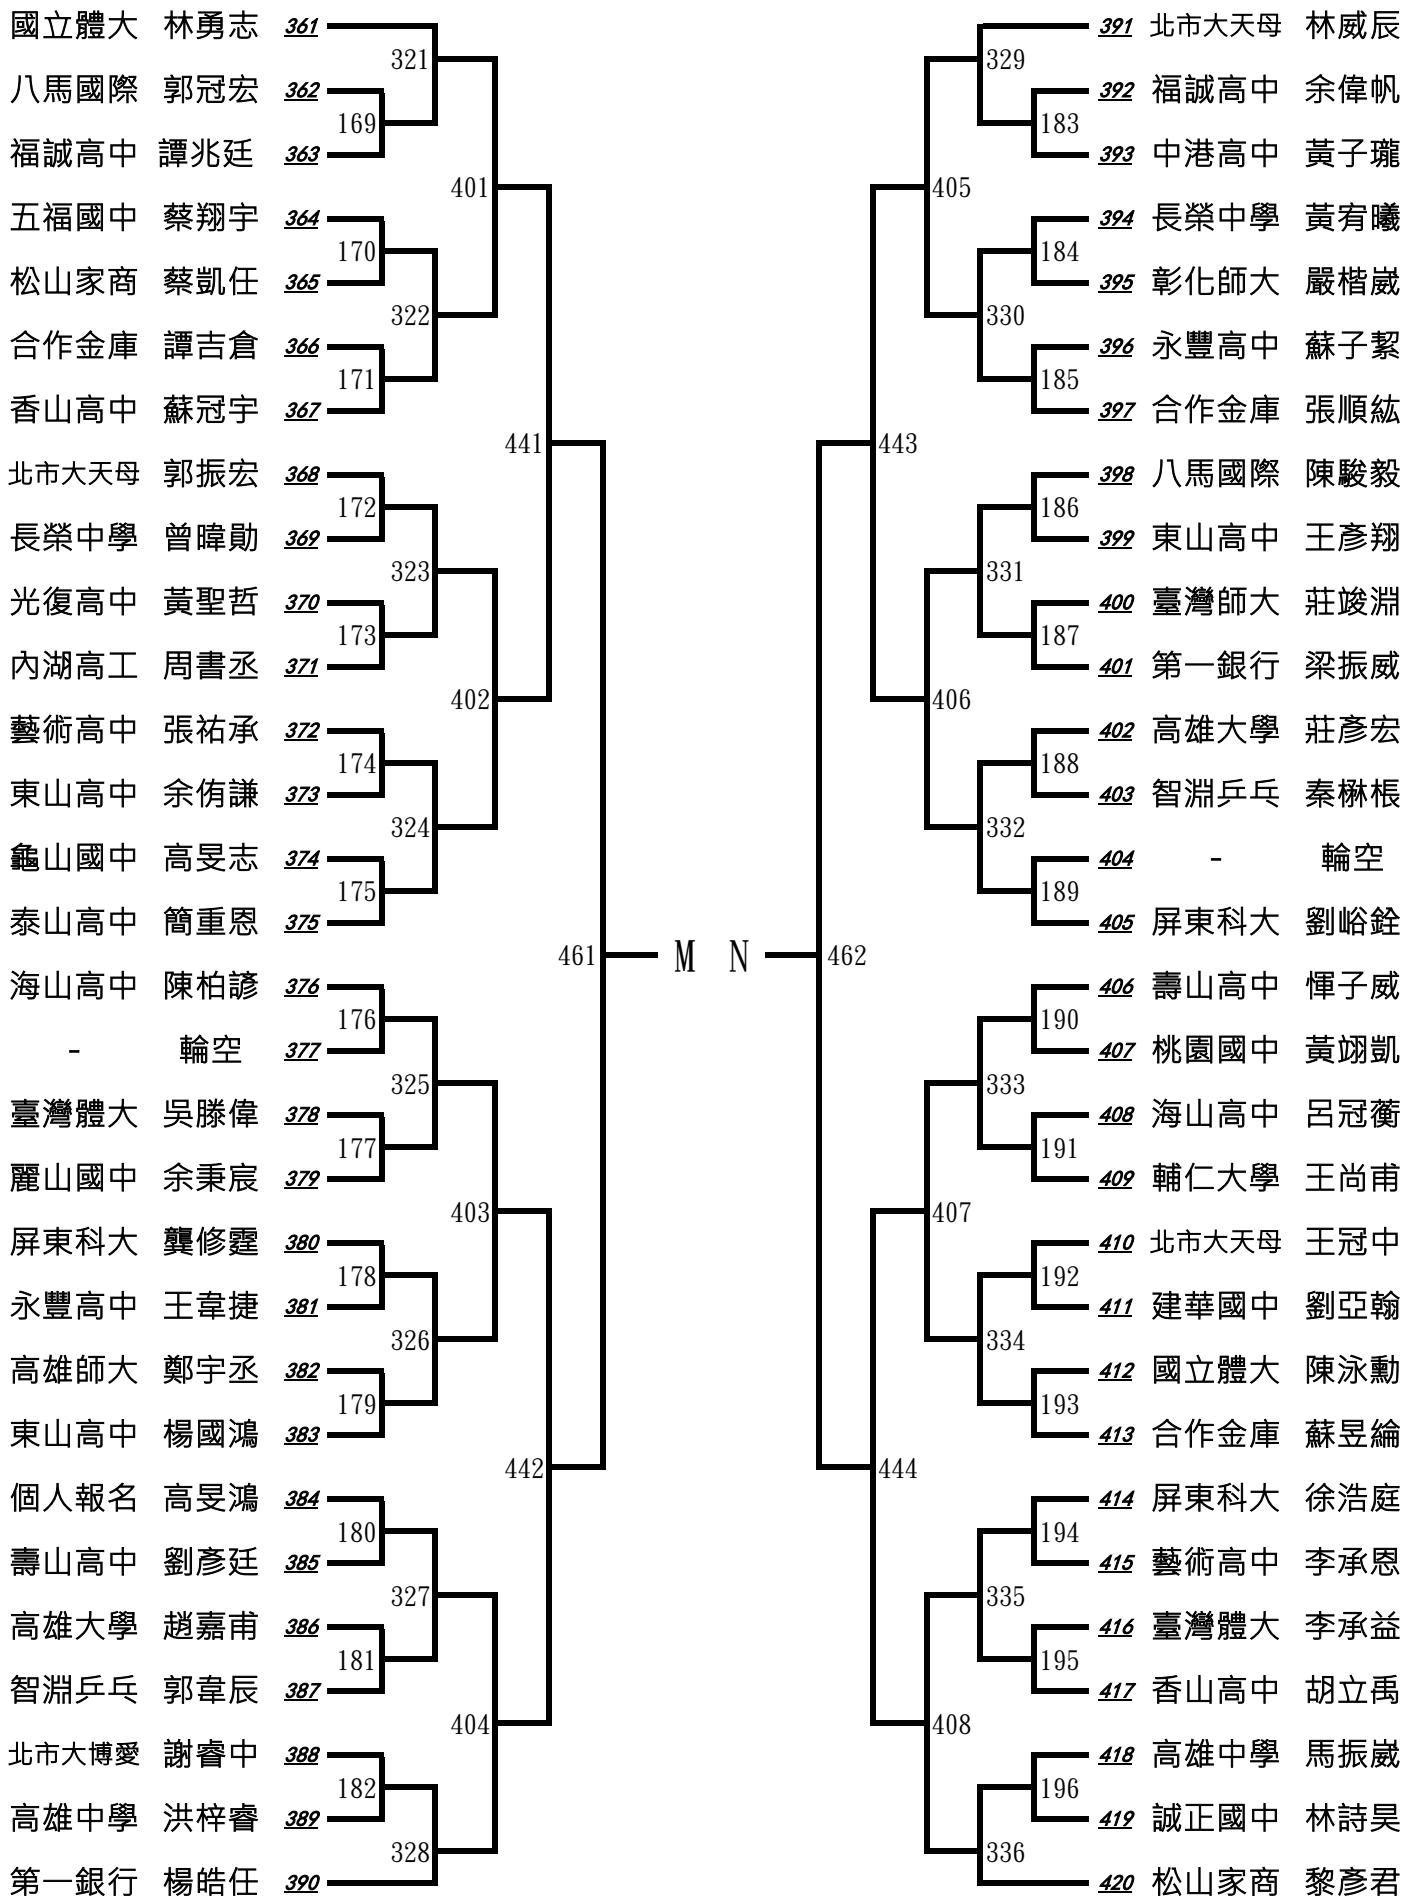 國立體大 林勇志 361
321
八馬國際 郭冠宏 362
169
福誠高中 譚兆廷 363
401
五福國中 蔡翔宇 364
170
松山家商 蔡凱任 365
322
合作金庫 譚吉倉 366
171
香山高中 蘇冠宇 367
441
北市大天母 郭振宏 368
172
長榮中學 曾暐勛 369
323
光復高中 黃聖哲 370
173
內湖高工 周書丞 371
402
藝術高中 張祐承 372
174
東山高中 余侑謙 373
324
龜山國中 高旻志 374
175
泰山高中 簡重恩 375
461 M
海山高中 陳柏諺 376
176
- 輪空 377
325
臺灣體大 吳滕偉 378
177
麗山國中 余秉宸 379
403
屏東科大 龔修霆 380
178
永豐高中 王韋捷 381
326
高雄師大 鄭宇丞 382
179
東山高中 楊國鴻 383
442
個人報名 高旻鴻 384
180
壽山高中 劉彥廷 385
327
高雄大學 趙嘉甫 386
181
智淵乒乓 郭韋辰 387
404
北市大博愛 謝睿中 388
182
高雄中學 洪梓睿 389
328
第一銀行 楊皓任 390
391 北市大天母 林威辰
329
392 福誠高中 余偉帆
183
393 中港高中 黃子瓏
405
394 長榮中學 黃宥曦
184
395 彰化師大 嚴楷崴
330
396 永豐高中 蘇子絜
185
397 合作金庫 張順紘
443
398 八馬國際 陳駿毅
186
399 東山高中 王彥翔
331
400 臺灣師大 莊竣淵
187
401 第一銀行 梁振威
406
402 高雄大學 莊彥宏
188
403 智淵乒乓 秦楙棖
332
404 - 輪空
189
405 屏東科大 劉峪銓
N 462
406 壽山高中 惲子威
190
407 桃園國中 黃翊凱
333
408 海山高中 呂冠蘅
191
409 輔仁大學 王尚甫
407
410 北市大天母 王冠中
192
411 建華國中 劉亞翰
334
412 國立體大 陳泳勳
193
413 合作金庫 蘇昱綸
444
414 屏東科大 徐浩庭
194
415 藝術高中 李承恩
335
416 臺灣體大 李承益
195
417 香山高中 胡立禹
408
418 高雄中學 馬振崴
196
419 誠正國中 林詩昊
336
420 松山家商 黎彥君